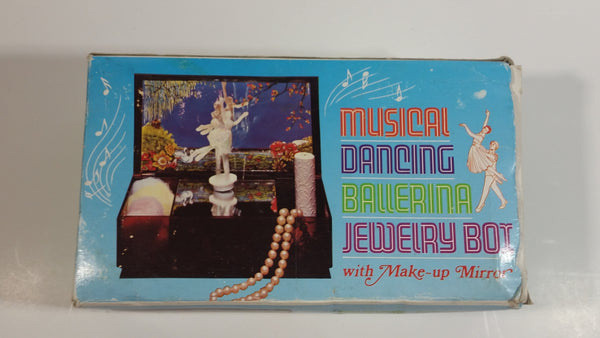 MUSICAL
DANCING
BALLERINA
JEWELRY BOX
with Make-up Mirror